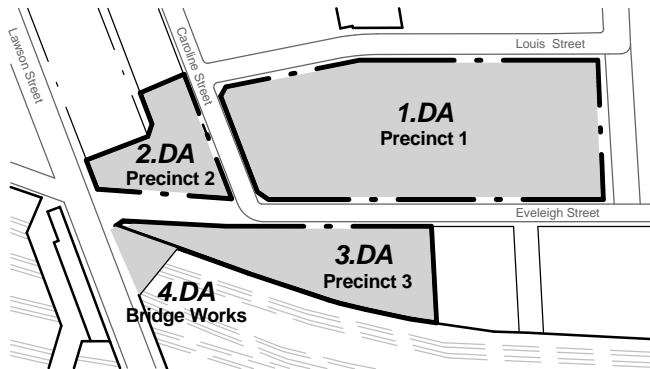 Louis Street
Lawson Street
Caroline Street
1.DA
Precinct 1
2.DA
Precinct 2
Eveleigh Street
3.DA
Precinct 3
4.DA
Bridge Works